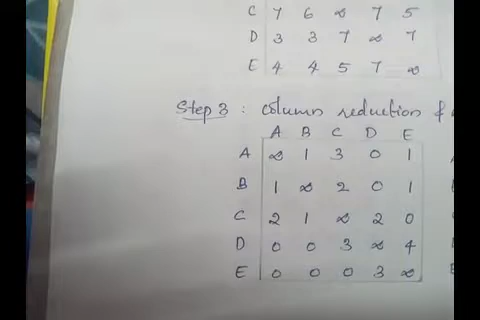 C 7 6 ∞ 7 5
D 3 3 7 ∞ 7
E 4 4 5 7 ∞
Step 3 : column reduction of
A B C D E
A ∞ 1 3 0 1
B 1 ∞ 2 0 1
C 2 1 ∞ 2 0
D 0 0 3 ∞ 4
E 0 0 0 3 ∞